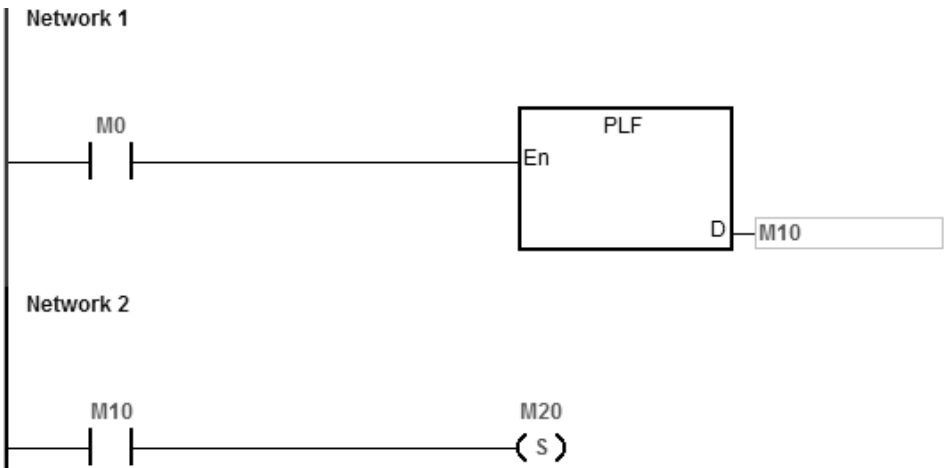 Network 1
M0
PLF
En
D
M10
Network 2
M10
M20
S